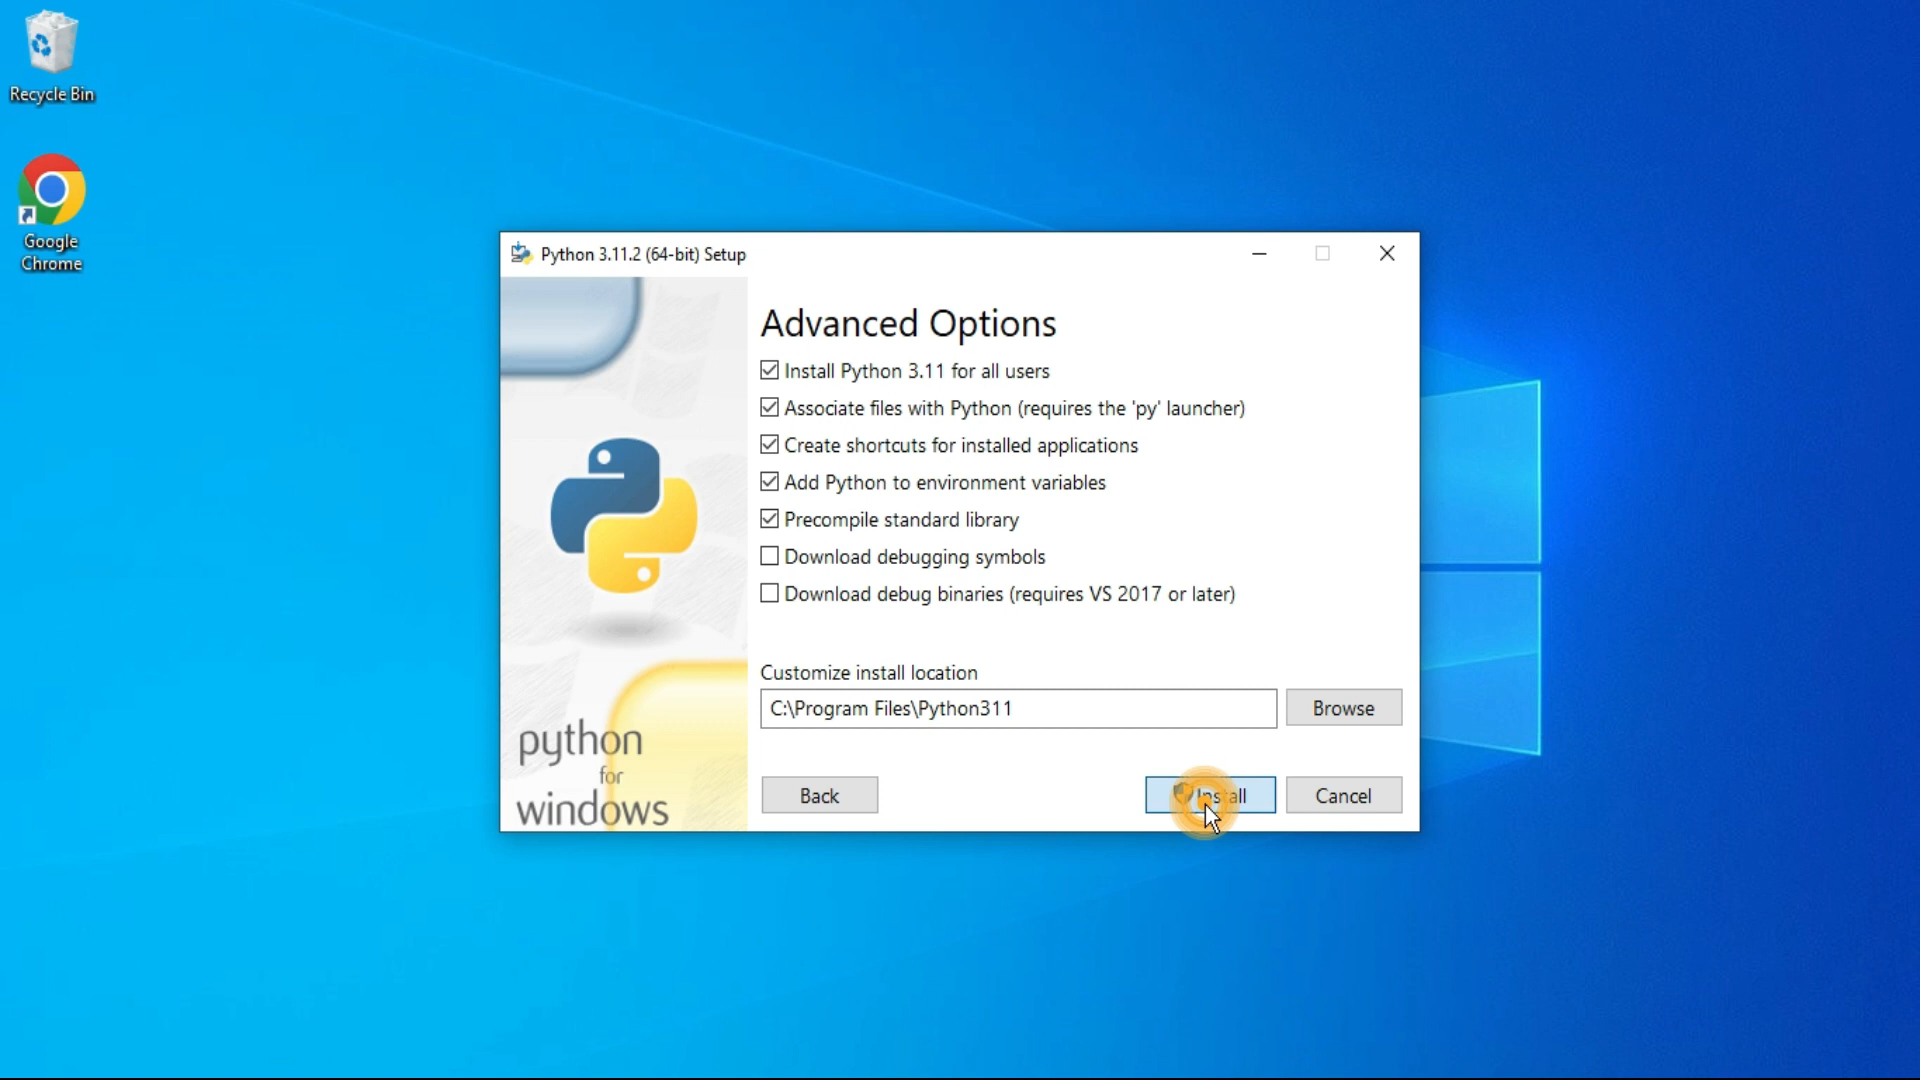 Recycle Bin
Google
Chrome
Python 3.11.2 (64-bit) Setup
Advanced Options
Install Python 3.11 for all users
Associate files with Python (requires the 'py' launcher)
Create shortcuts for installed applications
Add Python to environment variables
Precompile standard library
Download debugging symbols
Download debug binaries (requires VS 2017 or later)
Customize install location
C:\Program Files\Python311
Browse
python
for
windows
Back
Install
Cancel